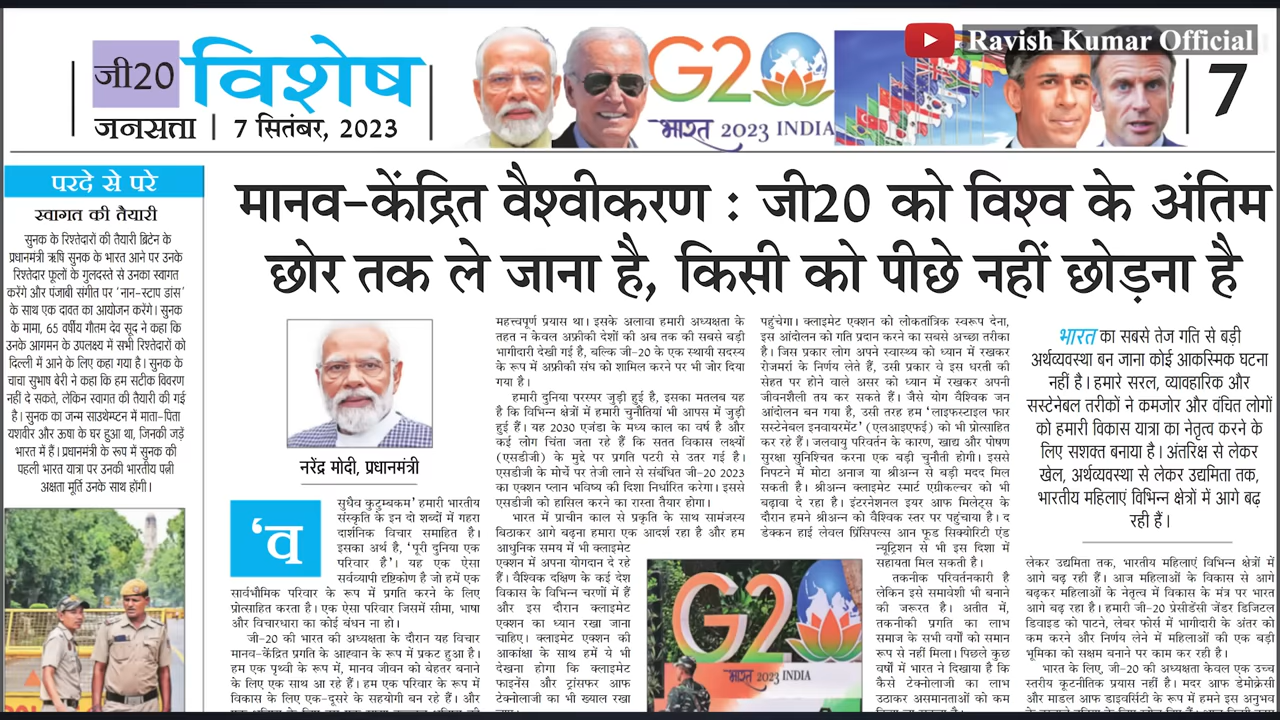 Ravish Kumar Official
जी20 विशेष
जनसत्ता | 7 सितंबर, 2023
G20
भारत 2023 INDIA
7
परदे से परे
स्वागत की तैयारी
सुनक के रिश्तेदारों की तैयारी ब्रिटेन के
प्रधानमंत्री ऋषि सुनक के भारत आने पर उनके
रिश्तेदार फूलों के गुलदस्ते से उनका स्वागत
करेंगे और पंजाबी संगीत पर 'नान-स्टाप डांस'
के साथ एक दावत का आयोजन करेंगे। सुनक
के मामा, 65 वर्षीय गौतम देव सूद ने कहा कि
उनके आगमन के उपलक्ष्य में सभी रिश्तेदारों को
दिल्ली में आने के लिए कहा गया है। सुनक के
चाचा सुभाष बेरी ने कहा कि हम सटीक विवरण
नहीं दे सकते, लेकिन स्वागत की तैयारी की गई
है। सुनक का जन्म साउथेम्प्टन में माता-पिता
यशवीर और ऊषा के घर हुआ था, जिनकी जड़ें
भारत में हैं। प्रधानमंत्री के रूप में सुनक की
पहली भारत यात्रा पर उनकी भारतीय पत्नी
अक्षता मूर्ति उनके साथ होंगी।
मानव-केंद्रित वैश्वीकरण : जी20 को विश्व के अंतिम
छोर तक ले जाना है, किसी को पीछे नहीं छोड़ना है
नरेंद्र मोदी, प्रधानमंत्री
'व
सुधैव कुटुम्बकम' हमारी भारतीय
संस्कृति के इन दो शब्दों में गहरा
दार्शनिक विचार समाहित है।
इसका अर्थ है, 'पूरी दुनिया एक
परिवार है'। यह एक ऐसा
सर्वव्यापी दृष्टिकोण है जो हमें एक
सार्वभौमिक परिवार के रूप में प्रगति करने के लिए
प्रोत्साहित करता है। एक ऐसा परिवार जिसमें सीमा, भाषा
और विचारधारा का कोई बंधन ना हो।
जी-20 की भारत की अध्यक्षता के दौरान यह विचार
मानव-केंद्रित प्रगति के आह्वान के रूप में प्रकट हुआ है।
हम एक पृथ्वी के रूप में, मानव जीवन को बेहतर बनाने
के लिए एक साथ आ रहे हैं। हम एक परिवार के रूप में
विकास के लिए एक-दूसरे के सहयोगी बन रहे हैं। और
महत्त्वपूर्ण प्रयास था। इसके अलावा हमारी अध्यक्षता के
तहत न केवल अफ्रीकी देशों की अब तक की सबसे बड़ी
भागीदारी देखी गई है, बल्कि जी-20 के एक स्थायी सदस्य
के रूप में अफ्रीकी संघ को शामिल करने पर भी जोर दिया
गया है।
हमारी दुनिया परस्पर जुड़ी हुई है, इसका मतलब यह
है कि विभिन्न क्षेत्रों में हमारी चुनौतियां भी आपस में जुड़ी
हुई हैं। यह 2030 एजंडा के मध्य काल का वर्ष है और
कई लोग चिंता जता रहे हैं कि सतत विकास लक्ष्यों
(एसडीजी) के मुद्दे पर प्रगति पटरी से उतर गई है।
एसडीजी के मोर्चे पर तेजी लाने से संबंधित जी-20 2023
का एक्शन प्लान भविष्य की दिशा निर्धारित करेगा। इससे
एसडीजी को हासिल करने का रास्ता तैयार होगा।
भारत में प्राचीन काल से प्रकृति के साथ सामंजस्य
बिठाकर आगे बढ़ना हमारा एक आदर्श रहा है और हम
आधुनिक समय में भी क्लाइमेट
एक्शन में अपना योगदान दे रहे
हैं। वैश्विक दक्षिण के कई देश
विकास के विभिन्न चरणों में हैं
और इस दौरान क्लाइमेट
एक्शन का ध्यान रखा जाना
चाहिए। क्लाइमेट एक्शन की
आकांक्षा के साथ हमें ये भी
देखना होगा कि क्लाइमेट
फाइनेंस और ट्रांसफर आफ
टेक्नोलाजी का भी ख्याल रखा
पहुंचेगा। क्लाइमेट एक्शन को लोकतांत्रिक स्वरूप देना,
इस आंदोलन को गति प्रदान करने का सबसे अच्छा तरीका
है। जिस प्रकार लोग अपने स्वास्थ्य को ध्यान में रखकर
रोजमर्रा के निर्णय लेते हैं, उसी प्रकार वे इस धरती की
सेहत पर होने वाले असर को ध्यान में रखकर अपनी
जीवनशैली तय कर सकते हैं। जैसे योग वैश्विक जन
आंदोलन बन गया है, उसी तरह हम 'लाइफस्टाइल फार
सस्टेनेबल इनवायरमेंट' (एलआइएफई) को भी प्रोत्साहित
कर रहे हैं। जलवायु परिवर्तन के कारण, खाद्य और पोषण
सुरक्षा सुनिश्चित करना एक बड़ी चुनौती होगी। इससे
निपटने में मोटा अनाज या श्रीअन्न से बड़ी मदद मिल
सकती है। श्रीअन्न क्लाइमेट स्मार्ट एग्रीकल्चर को भी
बढ़ावा दे रहा है। इंटरनेशनल इयर आफ मिलेट्स के
दौरान हमने श्रीअन्न को वैश्विक स्तर पर पहुंचाया है। द
डेक्कन हाई लेवल प्रिंसिपल्स आन फूड सिक्योरिटी एंड
न्यूट्रिशन से भी इस दिशा में
सहायता मिल सकती है।
तकनीक परिवर्तनकारी है
लेकिन इसे समावेशी भी बनाने
की जरूरत है। अतीत में,
तकनीकी प्रगति का लाभ
समाज के सभी वर्गों को समान
रूप से नहीं मिला। पिछले कुछ
वर्षों में भारत ने दिखाया है कि
कैसे टेक्नोलाजी का लाभ
उठाकर असमानताओं को कम
G20
भारत 2023 INDIA
भारत का सबसे तेज गति से बड़ी
अर्थव्यवस्था बन जाना कोई आकस्मिक घटना
नहीं है। हमारे सरल, व्यावहारिक और
सस्टेनेबल तरीकों ने कमजोर और वंचित लोगों
को हमारी विकास यात्रा का नेतृत्व करने के
लिए सशक्त बनाया है। अंतरिक्ष से लेकर
खेल, अर्थव्यवस्था से लेकर उद्यमिता तक,
भारतीय महिलाएं विभिन्न क्षेत्रों में आगे बढ़
रही हैं।
लेकर उद्यमिता तक, भारतीय महिलाएं विभिन्न क्षेत्रों में
आगे बढ़ रही हैं। आज महिलाओं के विकास से आगे
बढ़कर महिलाओं के नेतृत्व में विकास के मंत्र पर भारत
आगे बढ़ रहा है। हमारी जी-20 प्रेसीडेंसी जेंडर डिजिटल
डिवाइड को पाटने, लेबर फोर्स में भागीदारी के अंतर को
कम करने और निर्णय लेने में महिलाओं की एक बड़ी
भूमिका को सक्षम बनाने पर काम कर रही है।
भारत के लिए, जी-20 की अध्यक्षता केवल एक उच्च
स्तरीय कूटनीतिक प्रयास नहीं है। मदर आफ डेमोक्रेसी
और माडल आफ डाइवर्सिटी के रूप में हमने इस अनुभव